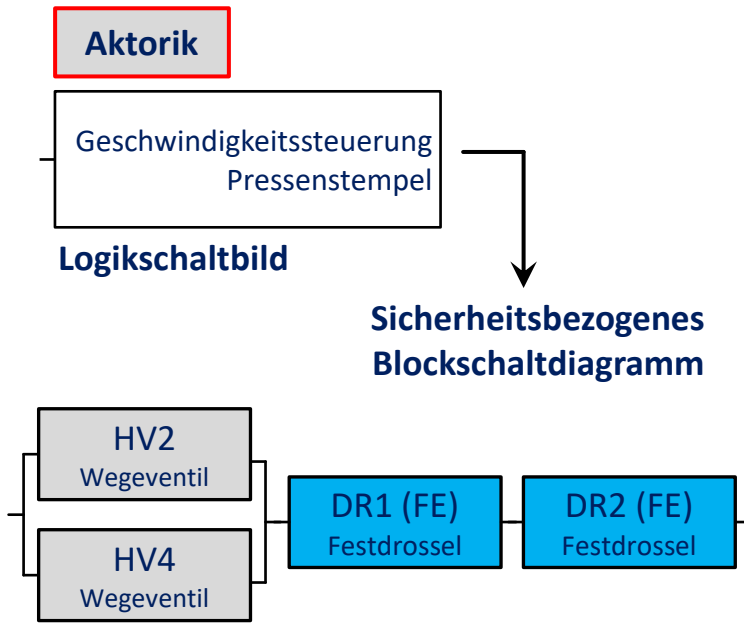 Aktorik
Geschwindigkeitssteuerung
Pressenstempel
Logikschaltbild
Sicherheitsbezogenes
Blockschaltdiagramm
HV2
Wegeventil
DR1 (FE)
Festdrossel
DR2 (FE)
Festdrossel
HV4
Wegeventil